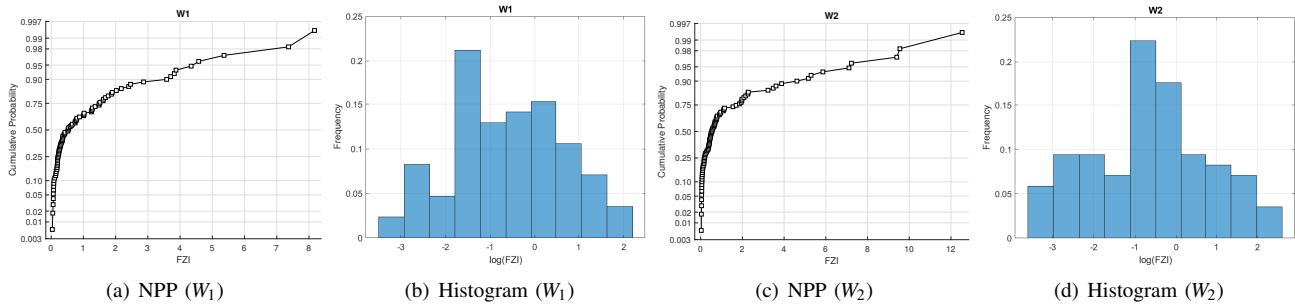 W1
0.997
0.99
0.98
0.95
0.90
0.75
0.50
0.25
0.10
0.05
0.02
0.01
0.003
Cumulative Probability
0 1 2 3 4 5 6 7 8
FZI
(a) NPP (W₁)
W1
0.25
0.2
0.15
0.1
0.05
0
Frequency
-3 -2 -1 0 1 2
log(FZI)
(b) Histogram (W₁)
W2
0.997
0.99
0.98
0.95
0.90
0.75
0.50
0.25
0.10
0.05
0.02
0.01
0.003
Cumulative Probability
0 2 4 6 8 10 12
FZI
(c) NPP (W₂)
W2
0.25
0.2
0.15
0.1
0.05
0
Frequency
-3 -2 -1 0 1 2
log(FZI)
(d) Histogram (W₂)